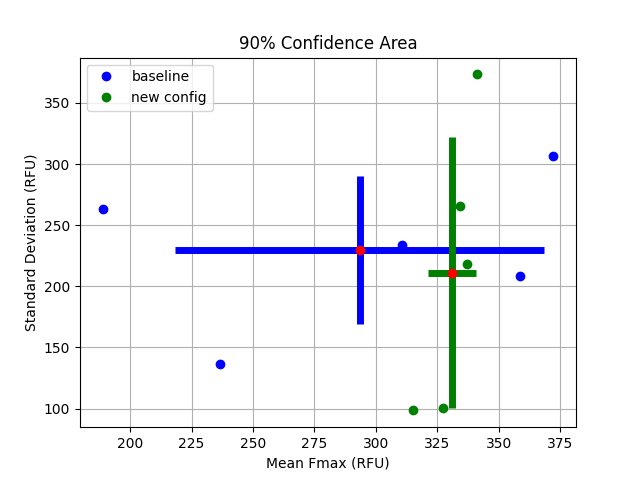 90% Confidence Area
baseline
new config
Standard Deviation (RFU)
350
300
250
200
150
100
200
225
250
275
300
325
350
375
Mean Fmax (RFU)